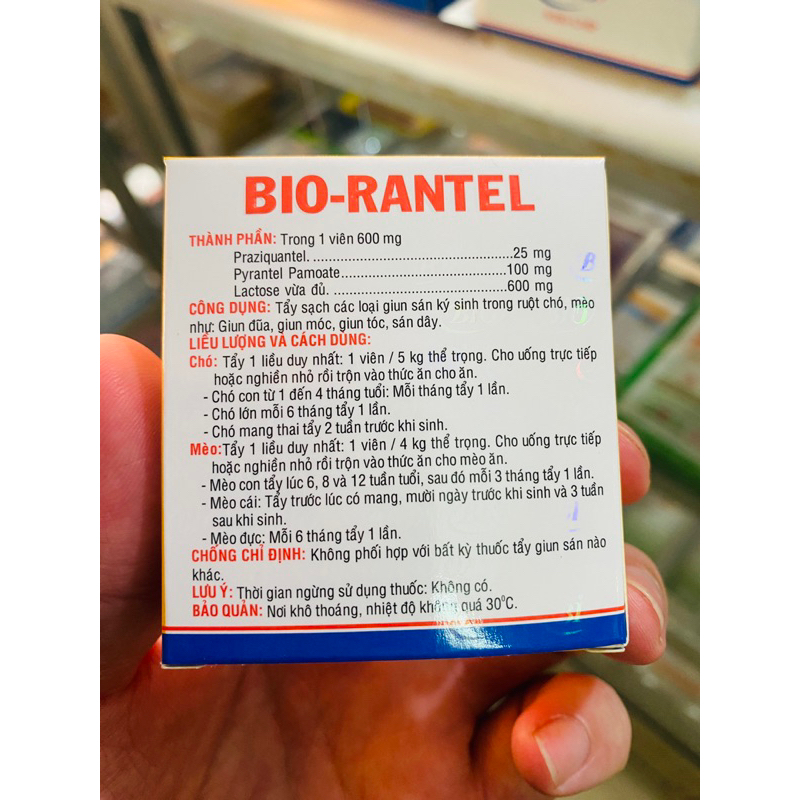 BIO-RANTEL
THÀNH PHẦN: Trong 1 viên 600 mg
Praziquantel. ..................................................25 mg
Pyrantel Pamoate..........................................100 mg
Lactose vừa đủ. ............................................600 mg
CÔNG DỤNG: Tẩy sạch các loại giun sán ký sinh trong ruột chó, mèo
như: Giun đũa, giun móc, giun tóc, sán dây.
LIỀU LƯỢNG VÀ CÁCH DÙNG:
Chó: Tẩy 1 liều duy nhất: 1 viên / 5 kg thể trọng. Cho uống trực tiếp
hoặc nghiền nhỏ rồi trộn vào thức ăn cho ăn.
- Chó con từ 1 đến 4 tháng tuổi: Mỗi tháng tẩy 1 lần.
- Chó lớn mỗi 6 tháng tẩy 1 lần.
- Chó mang thai tẩy 2 tuần trước khi sinh.
Mèo:Tẩy 1 liều duy nhất: 1 viên / 4 kg thể trọng. Cho uống trực tiếp
hoặc nghiền nhỏ rồi trộn vào thức ăn cho mèo ăn.
- Mèo con tẩy lúc 6, 8 và 12 tuần tuổi, sau đó mỗi 3 tháng tẩy 1 lần.
- Mèo cái: Tẩy trước lúc có mang, mười ngày trước khi sinh và 3 tuần
sau khi sinh.
- Mèo đực: Mỗi 6 tháng tẩy 1 lần.
CHỐNG CHỈ ĐỊNH: Không phối hợp với bất kỳ thuốc tẩy giun sán nào
khác.
LƯU Ý: Thời gian ngừng sử dụng thuốc: Không có.
BẢO QUẢN: Nơi khô thoáng, nhiệt độ không quá 30⁰C.